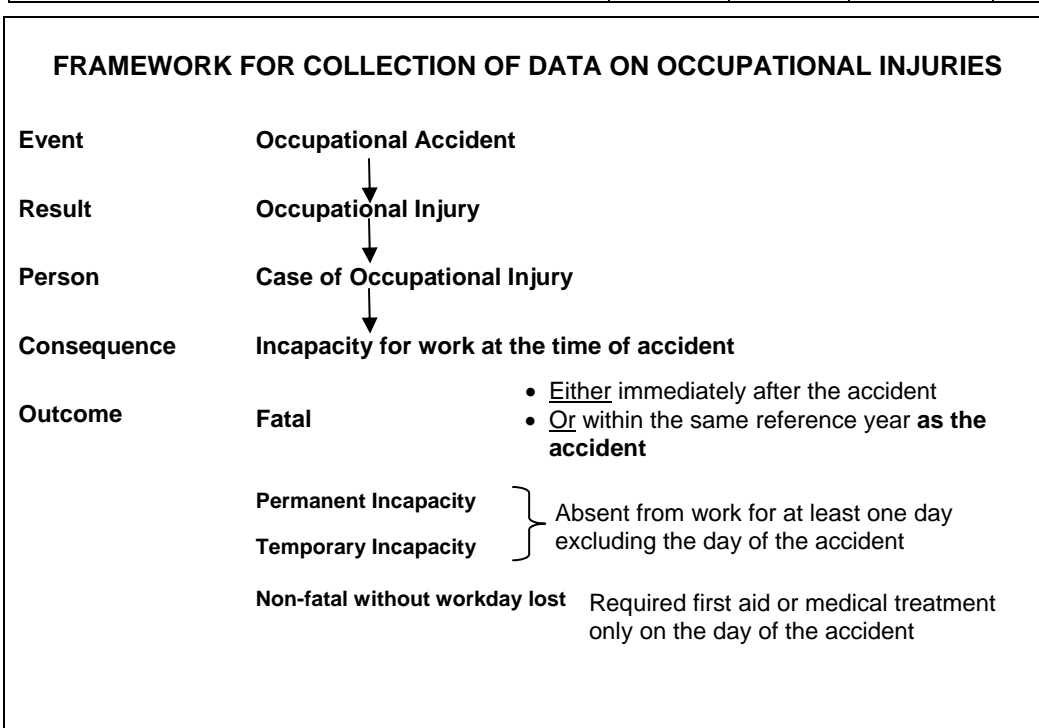 FRAMEWORK FOR COLLECTION OF DATA ON OCCUPATIONAL INJURIES
Event Occupational Accident
Result Occupational Injury
Person Case of Occupational Injury
Consequence Incapacity for work at the time of accident
Outcome Fatal
• Either immediately after the accident
• Or within the same reference year as the
accident
Permanent Incapacity
Temporary Incapacity
Absent from work for at least one day
excluding the day of the accident
Non-fatal without workday lost Required first aid or medical treatment
only on the day of the accident